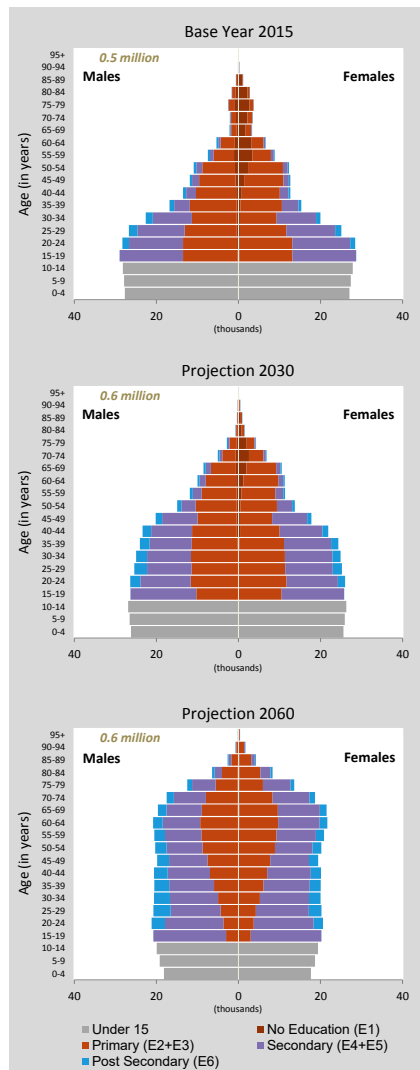 Base Year 2015
0.5 million
Males
Females
Age (in years)
95+
90-94
85-89
80-84
75-79
70-74
65-69
60-64
55-59
50-54
45-49
40-44
35-39
30-34
25-29
20-24
15-19
10-14
5-9
0-4
40 20 0 20 40
(thousands)
Projection 2030
0.6 million
Males
Females
Age (in years)
95+
90-94
85-89
80-84
75-79
70-74
65-69
60-64
55-59
50-54
45-49
40-44
35-39
30-34
25-29
20-24
15-19
10-14
5-9
0-4
40 20 0 20 40
(thousands)
Projection 2060
0.6 million
Males
Females
Age (in years)
95+
90-94
85-89
80-84
75-79
70-74
65-69
60-64
55-59
50-54
45-49
40-44
35-39
30-34
25-29
20-24
15-19
10-14
5-9
0-4
40 20 0 20 40
(thousands)
Under 15
No Education (E1)
Primary (E2+E3)
Secondary (E4+E5)
Post Secondary (E6)